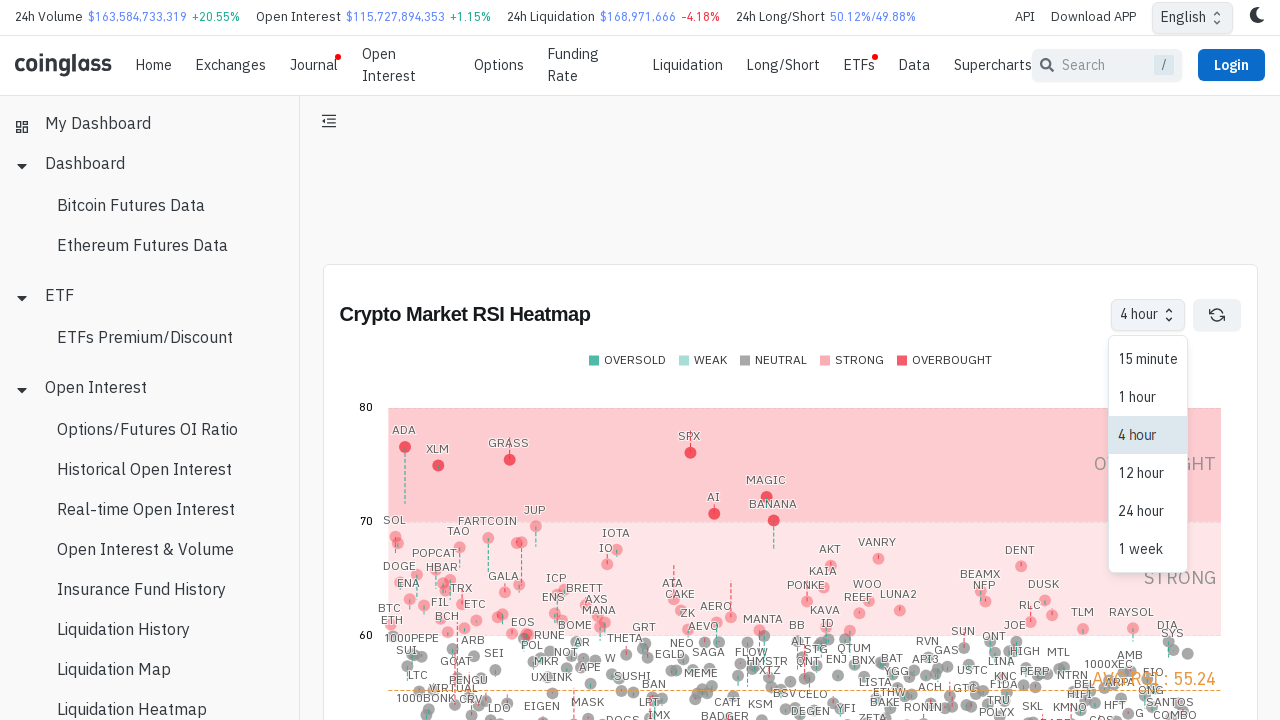 24h Volume $163,584,733,319 +20.55% Open Interest $115,727,894,353 +1.15% 24h Liquidation $168,971,666 -4.18% 24h Long/Short 50.12%/49.88% API Download APP English
coinglass Home Exchanges Journal Open Interest Options Funding Rate Liquidation Long/Short ETFs Data Supercharts Search / Login
My Dashboard
Dashboard
Bitcoin Futures Data
Ethereum Futures Data
ETF
ETFs Premium/Discount
Open Interest
Options/Futures OI Ratio
Historical Open Interest
Real-time Open Interest
Open Interest & Volume
Insurance Fund History
Liquidation History
Liquidation Map
Liquidation Heatmap
Crypto Market RSI Heatmap 4 hour
OVERSOLD WEAK NEUTRAL STRONG OVERBOUGHT
15 minute
1 hour
4 hour
12 hour
24 hour
1 week
80
ADA XLM GRASS SPX
MAGIC
AI BANANA
70
SOL FARTCOIN JUP
TAO IOTA
IO AKT VANRY DENT
POPCAT
DOGE HBAR KAIA BEAMX
ENA TRX GALA ICP BRETT ATA PONKE WOO NFP DUSK
ENS AXS CAKE REEF LUNA2
BTC FIL ETC MANA ZK AERO KAVA RLC TLM RAYSOL
ETH BCH EOS BOME GRT AEVO MANTA BB ID SUN JOE DTA
60
1000PEPE ARB POL RUNE AR THETA NEO ALT RVN ONT SYS
SUI SEI NOT EGLD SAGA FLOW STG QTUM GAS HIGH MTL AMB
GOAT MKR APE W HMSTR QNT ENJ BNX BAT API3 LINA 1000XEC
LTC PENGU UXLINK SUSHI MEME XTZ USTC PERP NTRN
STRONG
AVG RSI : 55.24
VIRTUAL BAN BSV CELO LISTA ETHW ACH GTC FIDA KNC BEL HIFI ONG
1000BONK CRV LDO EIGEN MASK LPT CATI KSM DEGEN BAKE RONIN TRU SKL KMNO HFT SANTOS
IMX BADGER ZETA POLYX